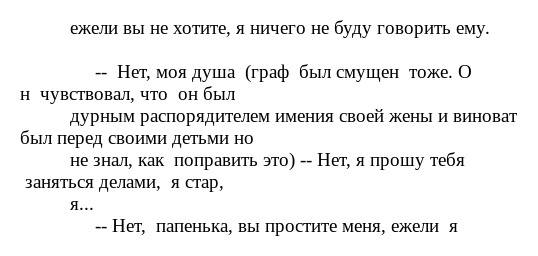 ежели вы не хотите, я ничего не буду говорить ему.
-- Нет, моя душа (граф был смущен тоже. О
н чувствовал, что он был
дурным распорядителем имения своей жены и виноват
был перед своими детьми но
не знал, как поправить это) -- Нет, я прошу тебя
заняться делами, я стар,
я...
-- Нет, папенька, вы простите меня, ежели я